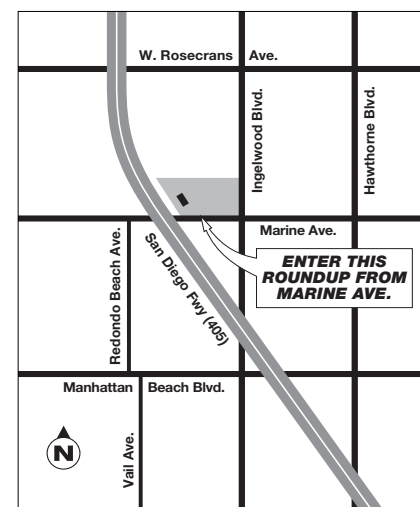 W. Rosecrans Ave.
Ingelwood Blvd.
Hawthorne Blvd.
Marine Ave.
ENTER THIS
ROUNDUP FROM
MARINE AVE.
Redondo Beach Ave.
San Diego Fwy (405)
Manhattan Beach Blvd.
Vail Ave.
N